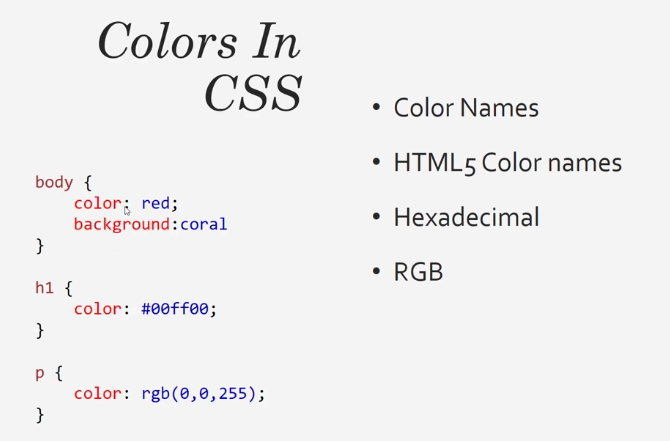 Colors In
CSS
body {
    color: red;
    background:coral
}
h1 {
    color: #00ff00;
}
p {
    color: rgb(0,0,255);
}
• Color Names
• HTML5 Color names
• Hexadecimal
• RGB